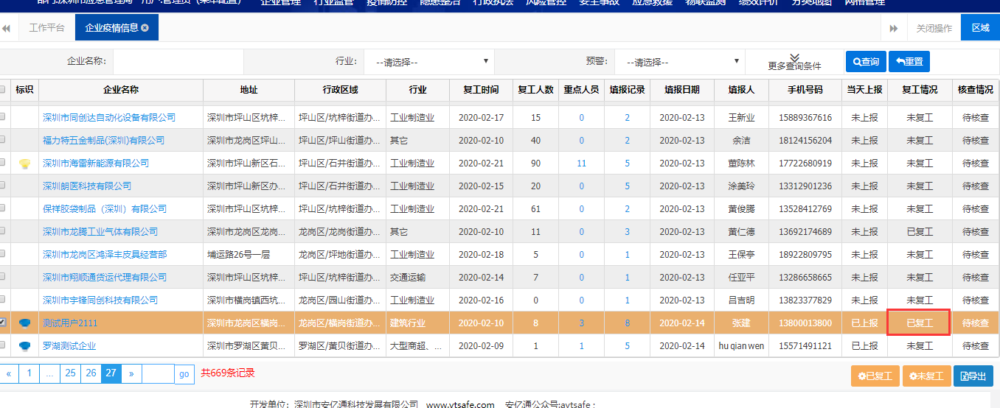 部门:深圳市应急管理局 用户:管理员（菜单配置） 企业管理 行业监管 疫情防控 隐患整治 行政执法 风险管控 安全事故 应急救援 物联监测 绩效评价 分类地图 网格管理
工作平台 企业疫情信息 关闭操作 区域
企业名称: 行业: --请选择-- 预警: --请选择-- 更多查询条件 查询 重置
标识 企业名称 地址 行政区域 行业 复工时间 复工人数 重点人员 填报记录 填报日期 填报人 手机号码 当天上报 复工情况 核查情况
深圳市同创达自动化设备有限公司 深圳市坪山区坑梓... 坪山区/坑梓街道办... 工业制造业 2020-02-17 15 0 2 2020-02-13 王新业 15889367616 未上报 未复工 待核查
福力特五金制品(深圳)有限公司 深圳市龙岗区坪山... 坪山区/坪山街道办... 其它 2020-02-10 40 0 2 2020-02-13 余洁 18124156204 未上报 未复工 待核查
深圳市海雷新能源有限公司 深圳市坪山新区石... 坪山区/石井街道办... 工业制造业 2020-02-21 90 11 5 2020-02-13 董陈林 17722680919 未上报 未复工 待核查
深圳朗医科技有限公司 深圳市坪山新区办... 坪山区/石井街道办... 工业制造业 2020-02-15 20 0 5 2020-02-13 涂美玲 13312901236 未上报 未复工 待核查
保祥胶袋制品（深圳）有限公司 深圳市坪山区坑梓... 坪山区/坑梓街道办... 工业制造业 2020-02-21 61 0 2 2020-02-13 黄俊腾 13528412769 未上报 未复工 待核查
深圳市龙腾工业气体有限公司 深圳市龙岗区龙岗... 龙岗区/龙岗街道办... 其它 2020-02-10 11 0 3 2020-02-13 黄仁德 13692174689 未上报 已复工 待核查
深圳市龙岗区鸿泽丰皮具经营部 埔运路26号一层 龙岗区/坪地街道办... 工业制造业 2020-02-18 5 0 1 2020-02-13 王保亭 18922809795 未上报 未复工 待核查
深圳市翔顺通货运代理有限公司 深圳市坪山区坑梓... 坪山区/坑梓街道办... 交通运输 2020-02-14 7 0 1 2020-02-13 任亚平 13286658665 未上报 未复工 待核查
深圳市宇锋同创科技有限公司 深圳市横岗镇西坑... 龙岗区/园山街道办... 工业制造业 2020-02-16 0 0 1 2020-02-13 吕吉明 13823377829 未上报 未复工 待核查
测试用户2111 深圳市龙岗区横岗... 龙岗区/横岗街道办... 建筑行业 2020-02-10 8 3 8 2020-02-14 张建 13800013800 已上报 已复工 待核查
罗湖测试企业 深圳市罗湖区黄贝... 罗湖区/黄贝街道办... 大型商超、... 2020-02-09 1 1 5 2020-02-14 hu qian wen 15571491121 已上报 未复工 待核查
« 1 ... 25 26 27 » go 共669条记录 已复工 未复工 导出
开发单位：深圳市安亿通科技发展有限公司 www.ytsafe.com 安亿通公众号:aytsafe ;